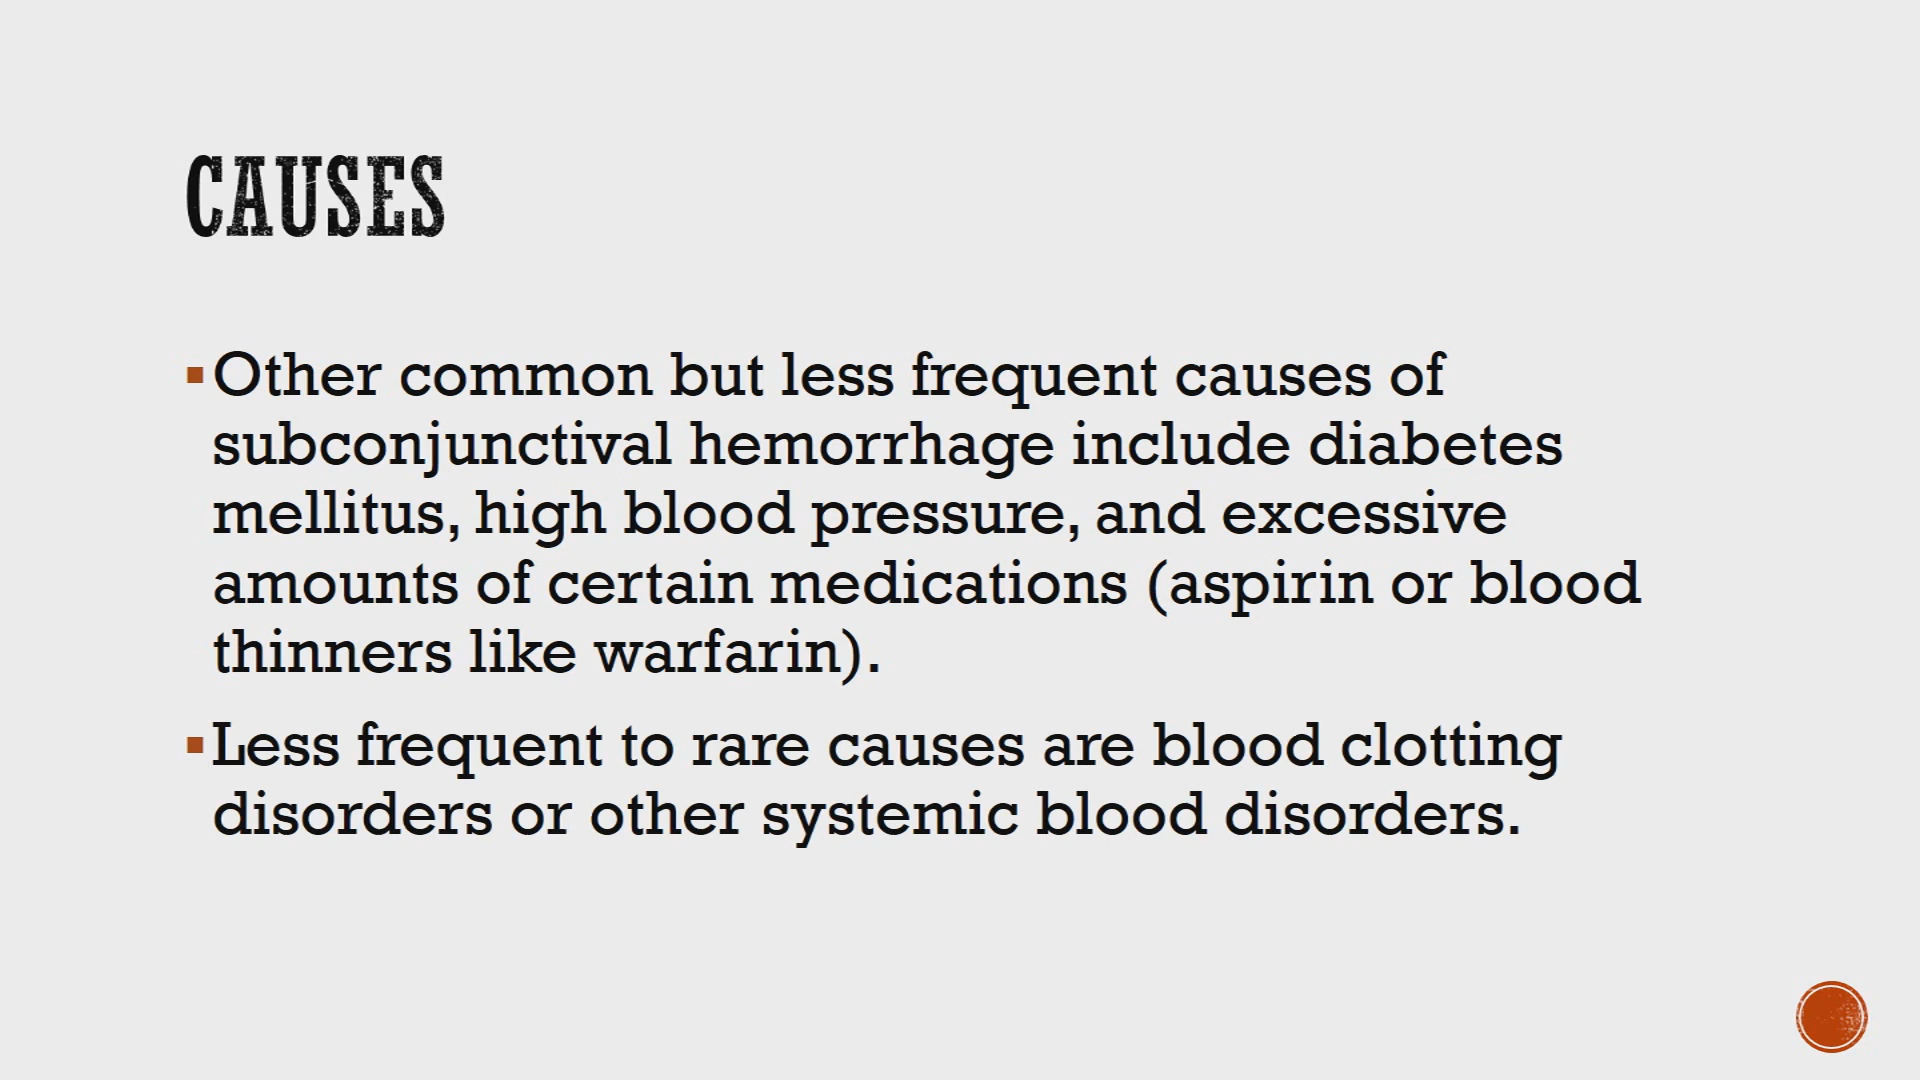 CAUSES
▪Other common but less frequent causes of
subconjunctival hemorrhage include diabetes
mellitus, high blood pressure, and excessive
amounts of certain medications (aspirin or blood
thinners like warfarin).
▪Less frequent to rare causes are blood clotting
disorders or other systemic blood disorders.